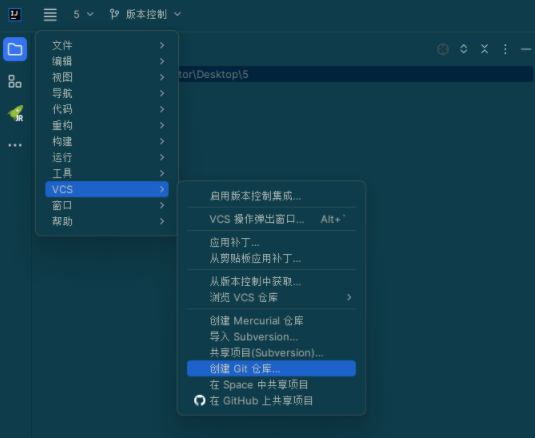 IJ
5
版本控制
文件
tor\Desktop\5
编辑
视图
导航
JR
代码
重构
构建
运行
工具
VCS
窗口
帮助
启用版本控制集成...
VCS 操作弹出窗口... Alt+`
应用补丁...
从剪贴板应用补丁...
从版本控制中获取...
浏览 VCS 仓库
创建 Mercurial 仓库
导入 Subversion...
共享项目(Subversion)...
创建 Git 仓库...
在 Space 中共享项目
在 GitHub 上共享项目